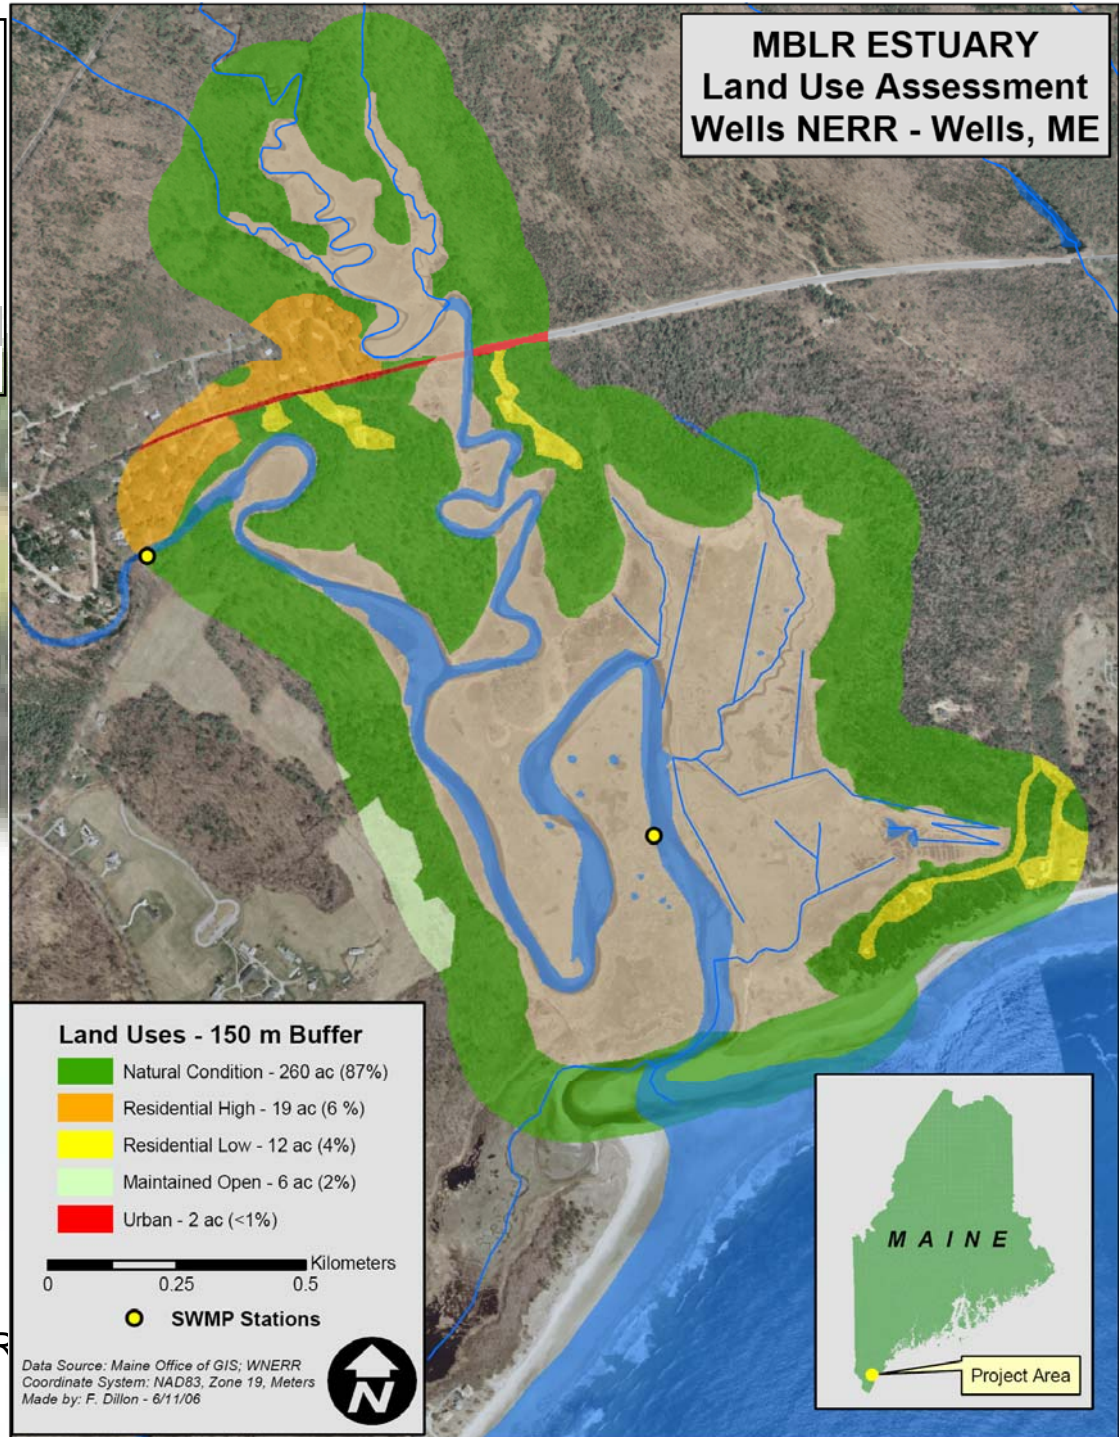 MBLR ESTUARY
Land Use Assessment
Wells NERR - Wells, ME
Land Uses - 150 m Buffer
Natural Condition - 260 ac (87%)
Residential High - 19 ac (6 %)
Residential Low - 12 ac (4%)
Maintained Open - 6 ac (2%)
Urban - 2 ac (<1%)
Kilometers
0 0.25 0.5
SWMP Stations
Data Source: Maine Office of GIS; WNERR
Coordinate System: NAD83, Zone 19, Meters
Made by: F. Dillon - 6/11/06
N
MAINE
Project Area